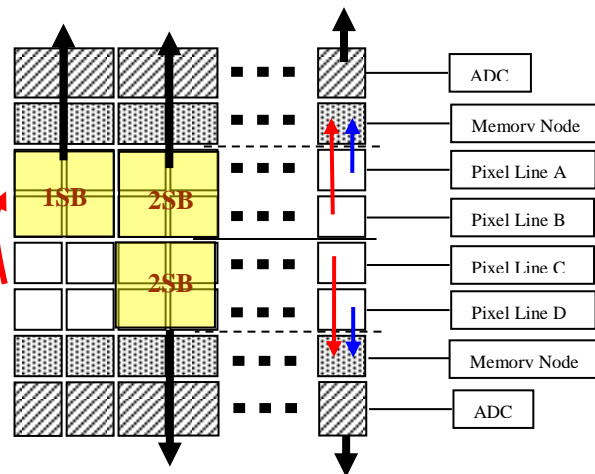 ADC
Memory Node
Pixel Line A
1SB
2SB
Pixel Line B
2SB
Pixel Line C
Pixel Line D
Memory Node
ADC